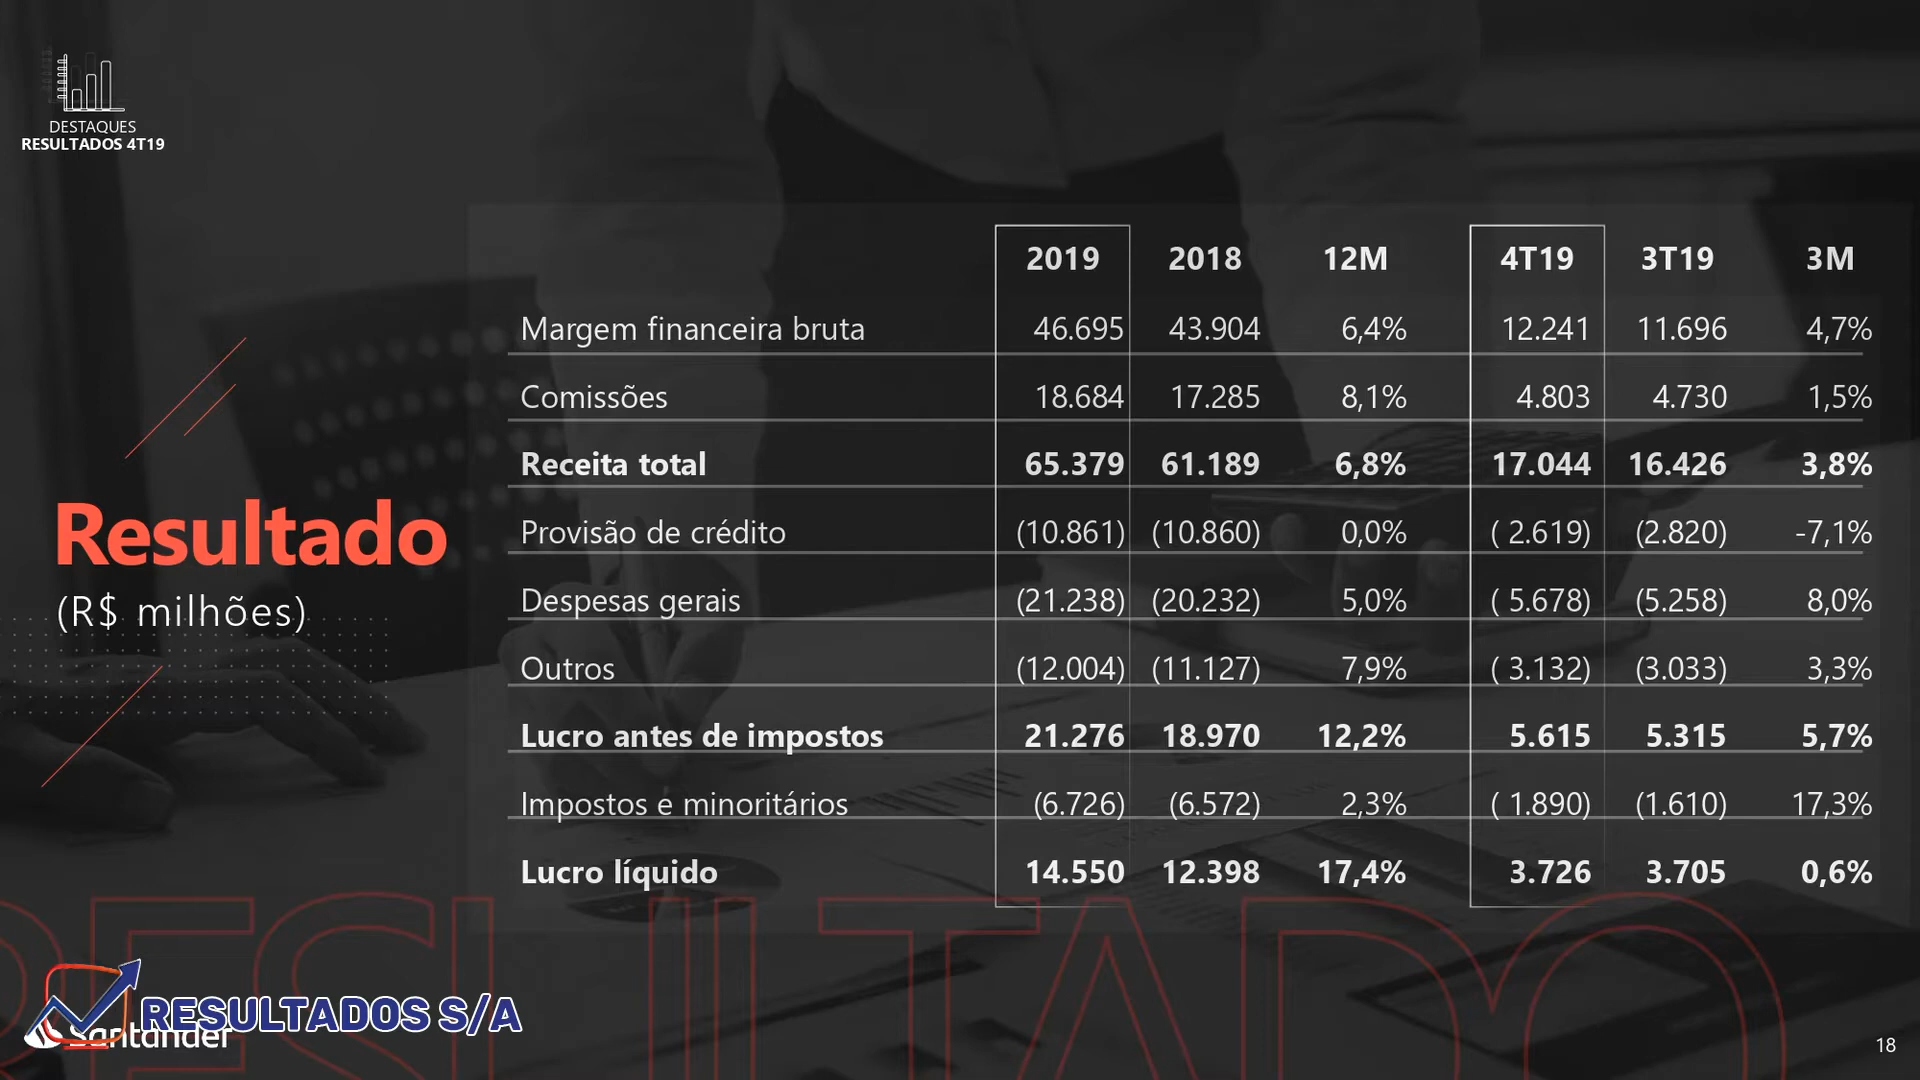 DESTAQUES
RESULTADOS 4T19
2019 2018 12M 4T19 3T19 3M
Margem financeira bruta 46.695 43.904 6,4% 12.241 11.696 4,7%
Comissões 18.684 17.285 8,1% 4.803 4.730 1,5%
Receita total 65.379 61.189 6,8% 17.044 16.426 3,8%
Resultado
(R$ milhões)
Provisão de crédito (10.861) (10.860) 0,0% ( 2.619) (2.820) -7,1%
Despesas gerais (21.238) (20.232) 5,0% ( 5.678) (5.258) 8,0%
Outros (12.004) (11.127) 7,9% ( 3.132) (3.033) 3,3%
Lucro antes de impostos 21.276 18.970 12,2% 5.615 5.315 5,7%
Impostos e minoritários (6.726) (6.572) 2,3% ( 1.890) (1.610) 17,3%
Lucro líquido 14.550 12.398 17,4% 3.726 3.705 0,6%
RESULTADO
RESULTADOS S/A
Santander
18